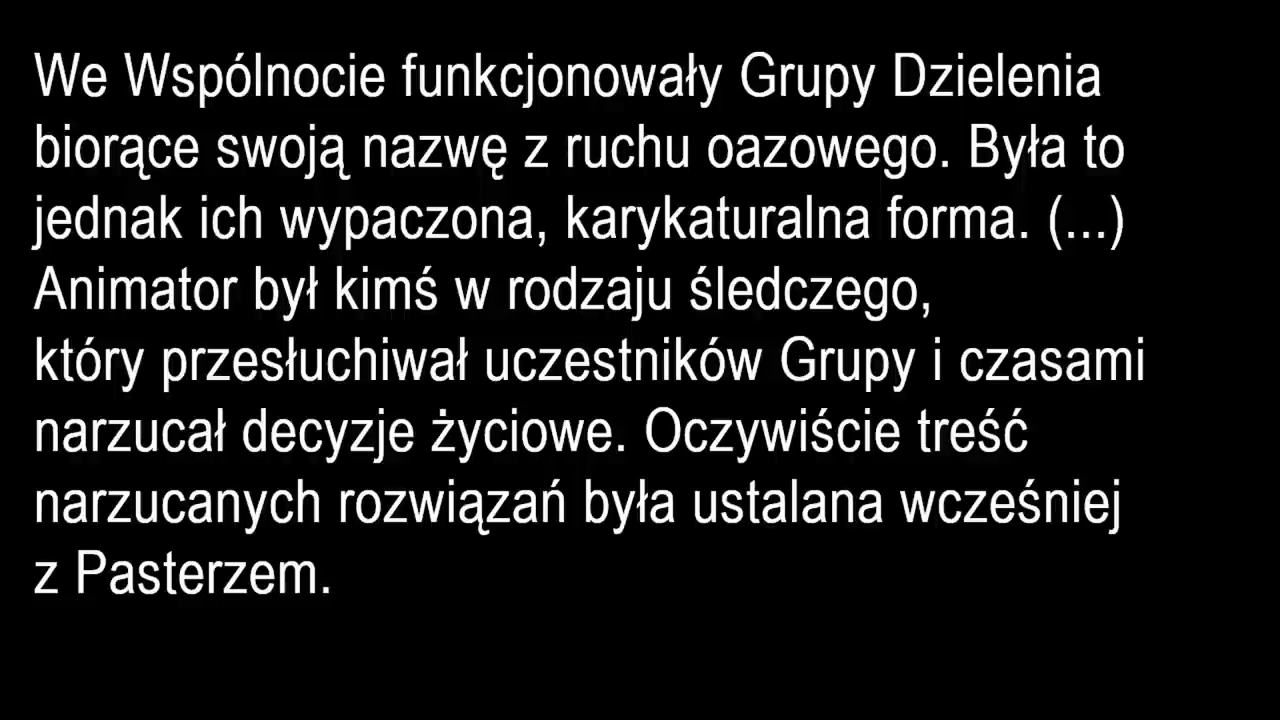 We Wspólnocie funkcjonowały Grupy Dzielenia
biorące swoją nazwę z ruchu oazowego. Była to
jednak ich wypaczona, karykaturalna forma. (...)
Animator był kimś w rodzaju śledczego,
który przesłuchiwał uczestników Grupy i czasami
narzucał decyzje życiowe. Oczywiście treść
narzucanych rozwiązań była ustalana wcześniej
z Pasterzem.